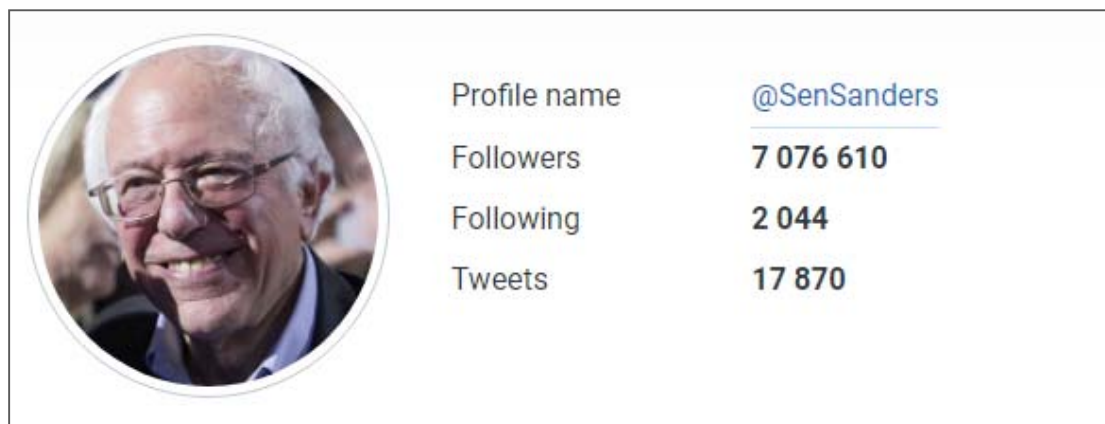 Profile name @SenSanders
Followers 7 076 610
Following 2 044
Tweets 17 870